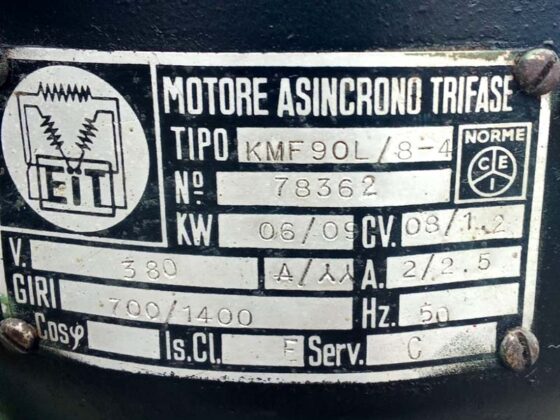 EIT
MOTORE ASINCRONO TRIFASE
TIPO KMF90L/8-4
NORME
CEI
Nº 78362
KW 06/09 CV. 08/1.2
V. 380 A. 2/2.5
GIRI 700/1400 Hz. 50
Cosφ Is.Cl. F Serv. C